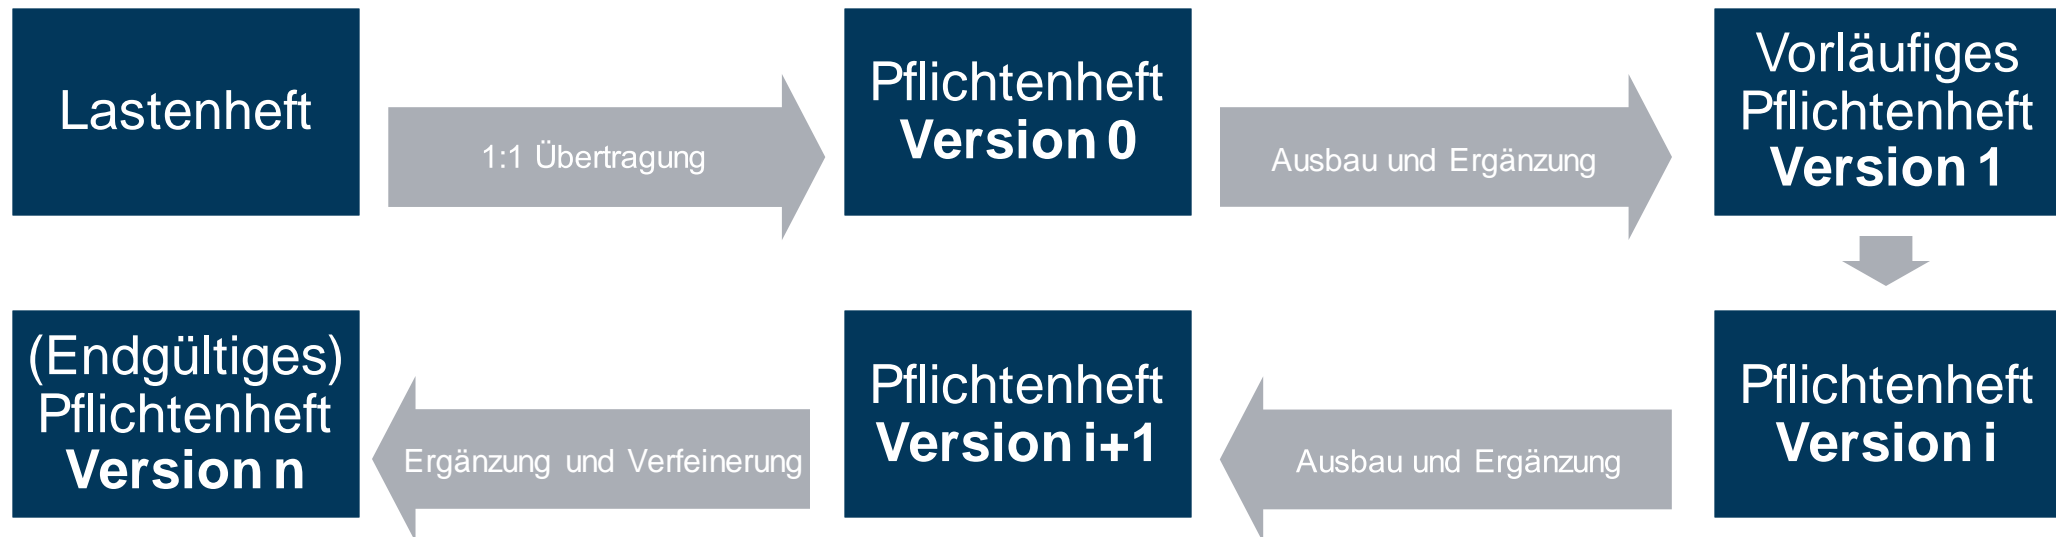 Lastenheft
1:1 Übertragung
Pflichtenheft
Version 0
Ausbau und Ergänzung
Vorläufiges
Pflichtenheft
Version 1
Pflichtenheft
Version i
Ausbau und Ergänzung
Pflichtenheft
Version i+1
Ergänzung und Verfeinerung
(Endgültiges)
Pflichtenheft
Version n